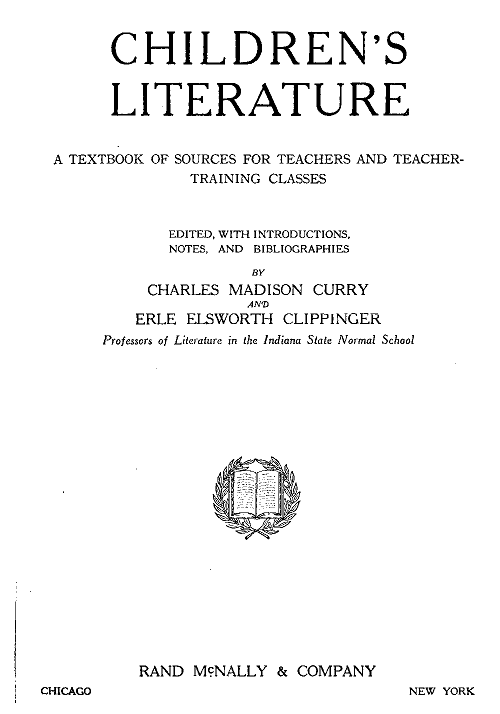 CHILDREN'S
LITERATURE
A TEXTBOOK OF SOURCES FOR TEACHERS AND TEACHER-
TRAINING CLASSES
EDITED, WITH INTRODUCTIONS,
NOTES, AND BIBLIOGRAPHIES
BY
CHARLES MADISON CURRY
AND
ERLE ELSWORTH CLIPPINGER
Professors of Literature in the Indiana State Normal School
RAND McNALLY & COMPANY
CHICAGO NEW YORK